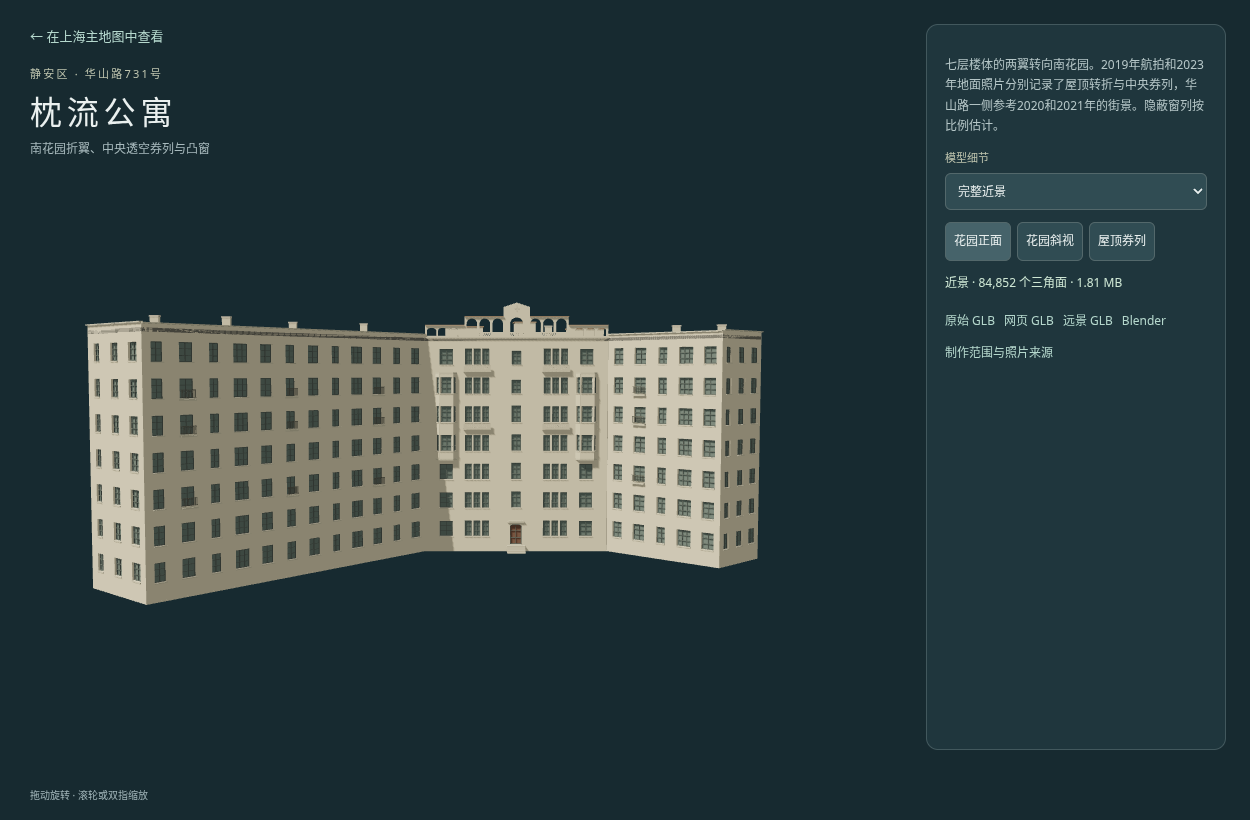 ← 在上海主地图中查看
静安区 · 华山路731号
枕流公寓
南花园折翼、中央透空券列与凸窗
七层楼体的两翼转向南花园。2019年航拍和2023
年地面照片分别记录了屋顶转折与中央券列，华
山路一侧参考2020和2021年的街景。隐蔽窗列按
比例估计。
模型细节
完整近景
花园正面 花园斜视 屋顶券列
近景 · 84,852 个三角面 · 1.81 MB
原始 GLB 网页 GLB 远景 GLB Blender
制作范围与照片来源
拖动旋转 · 滚轮或双指缩放